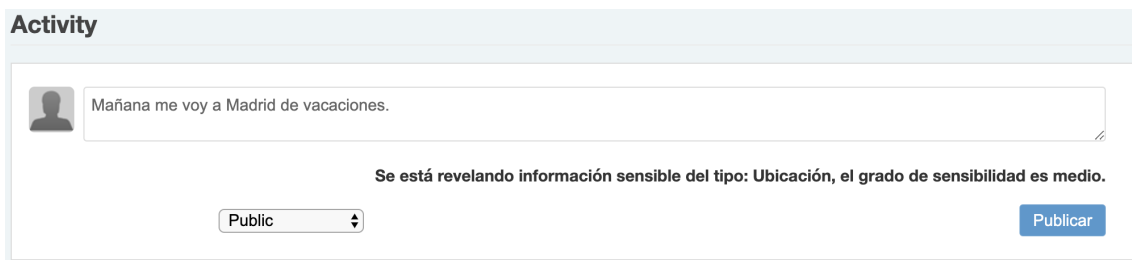 Activity
Mañana me voy a Madrid de vacaciones.
Se está revelando información sensible del tipo: Ubicación, el grado de sensibilidad es medio.
Public
Publicar